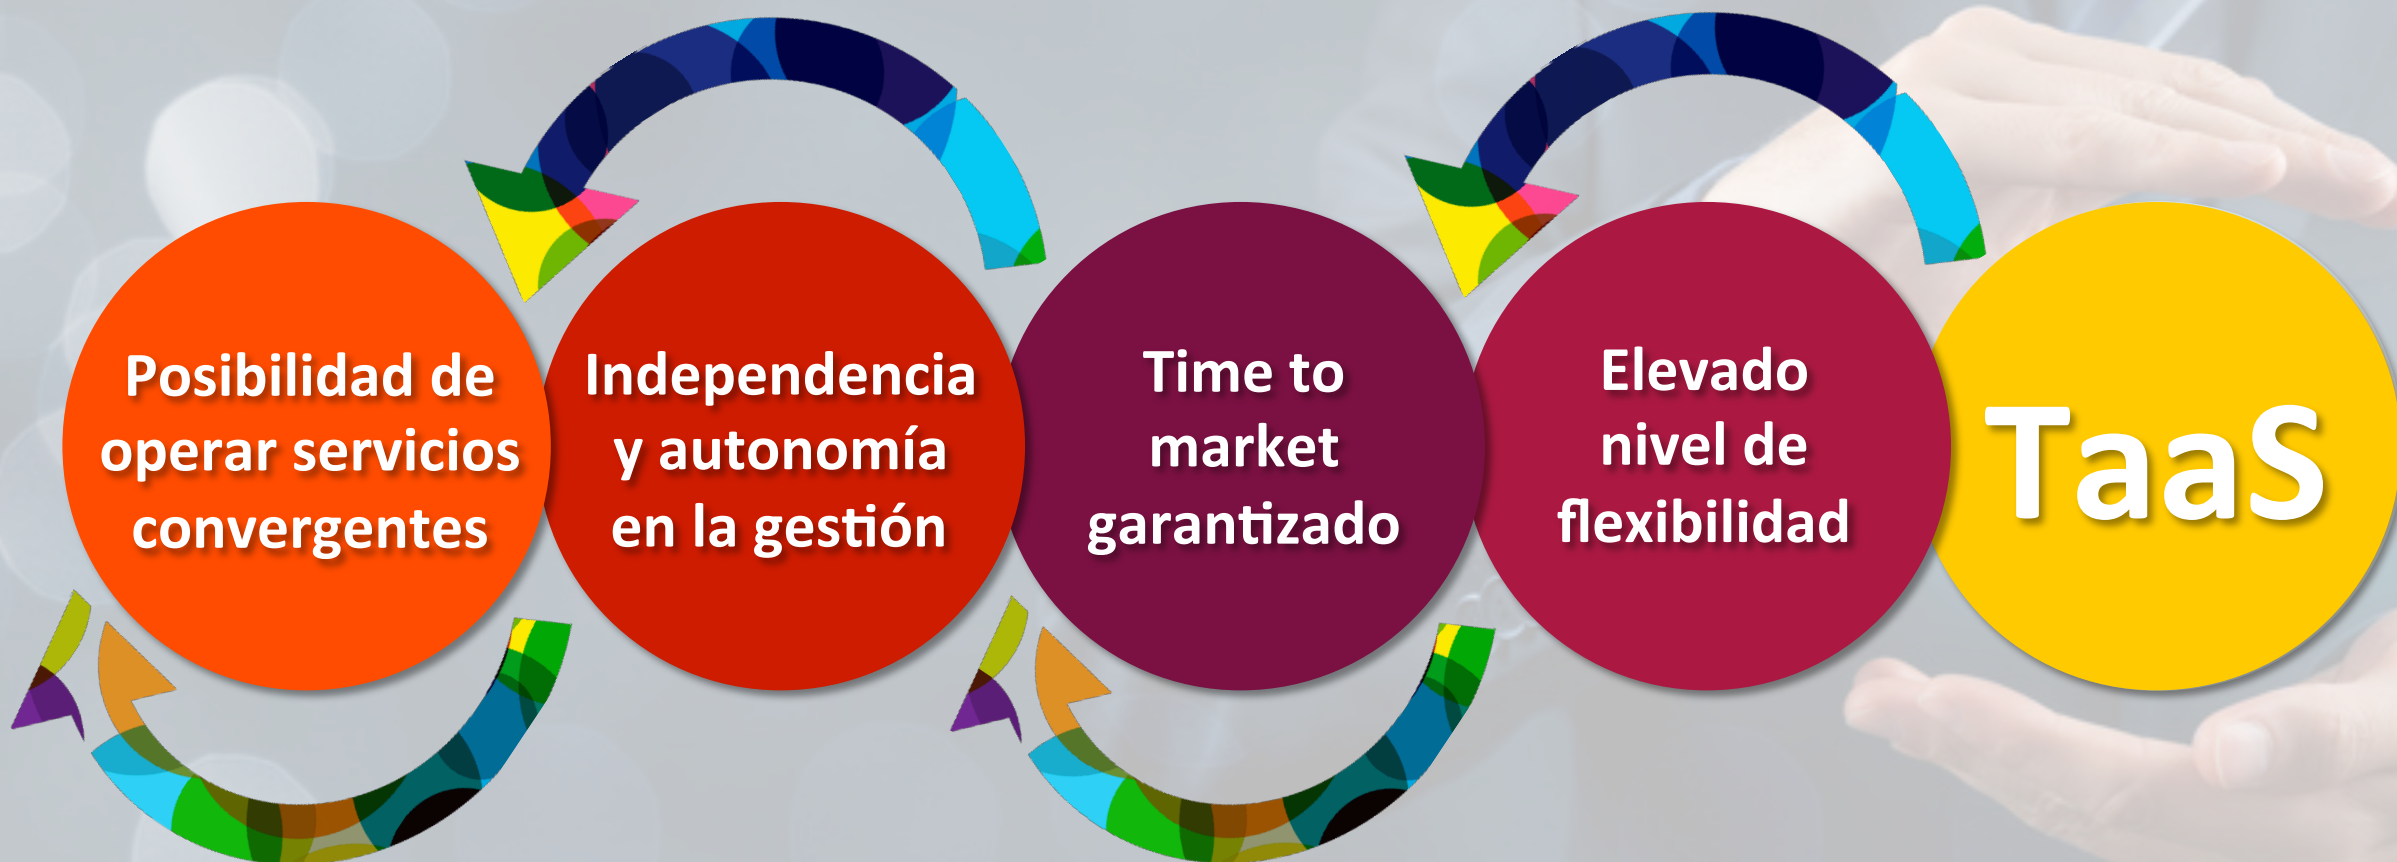 Posibilidad de
operar servicios
convergentes
Independencia
y autonomía
en la gestión
Time to
market
garantizado
Elevado
nivel de
flexibilidad
TaaS